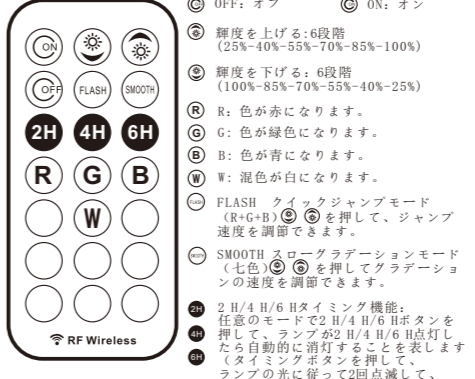 ON
OFF FLASH SMOOTH
2H 4H 6H
R G B
W
RF Wireless
OFF: オフ ON: オン
輝度を上げる:6段階
(25%-40%-55%-70%-85%-100%)
輝度を下げる: 6段階
(100%-85%-70%-55%-40%-25%)
R R: 色が赤になります。
G G: 色が緑色になります。
B B: 色が青になります。
W W: 混色が白になります。
FLASH FLASH クイックジャンプモード
(R+G+B) を押して、ジャンプ
速度を調節できます。
SMOOTH SMOOTH スローグラデーションモード
(七色) を押してグラデーショ
ンの速度を調節できます。
2H 2 H/4 H/6 Hタイミング機能:
任意のモードで2 H/4 H/6 Hボタンを
4H 押して、ランプが2 H/4 H/6 H点灯し
たら自動的に消灯することを表します
6H (タイミングボタンを押して、
ランプの光に従って2回点滅して、